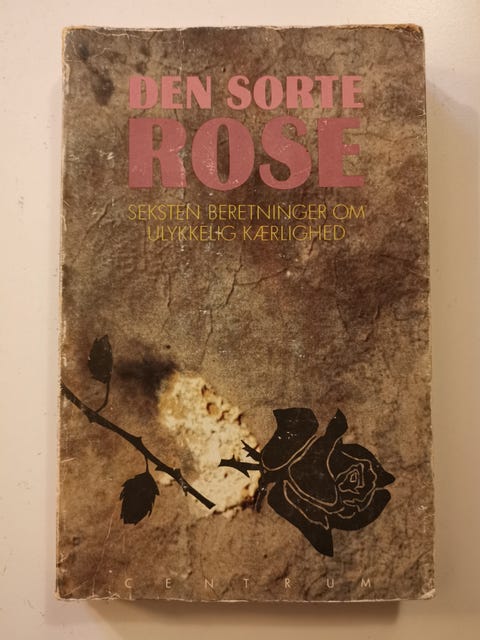 DEN SORTE
ROSE
SEKSTEN BERETNINGER OM
ULYKKELIG KÆRLIGHED
CENTRUM